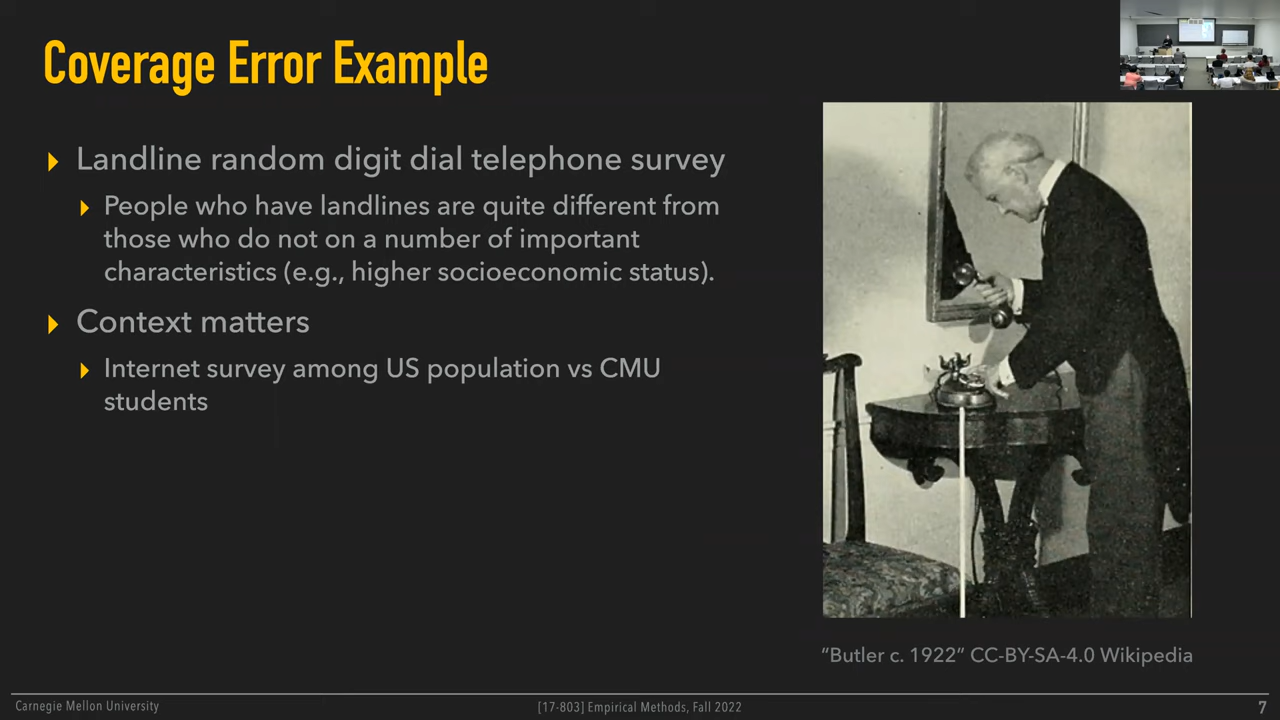 Coverage Error Example
Landline random digit dial telephone survey
People who have landlines are quite different from
those who do not on a number of important
characteristics (e.g., higher socioeconomic status).
Context matters
Internet survey among US population vs CMU
students
“Butler c. 1922” CC-BY-SA-4.0 Wikipedia
Carnegie Mellon University
[17-803] Empirical Methods, Fall 2022
7